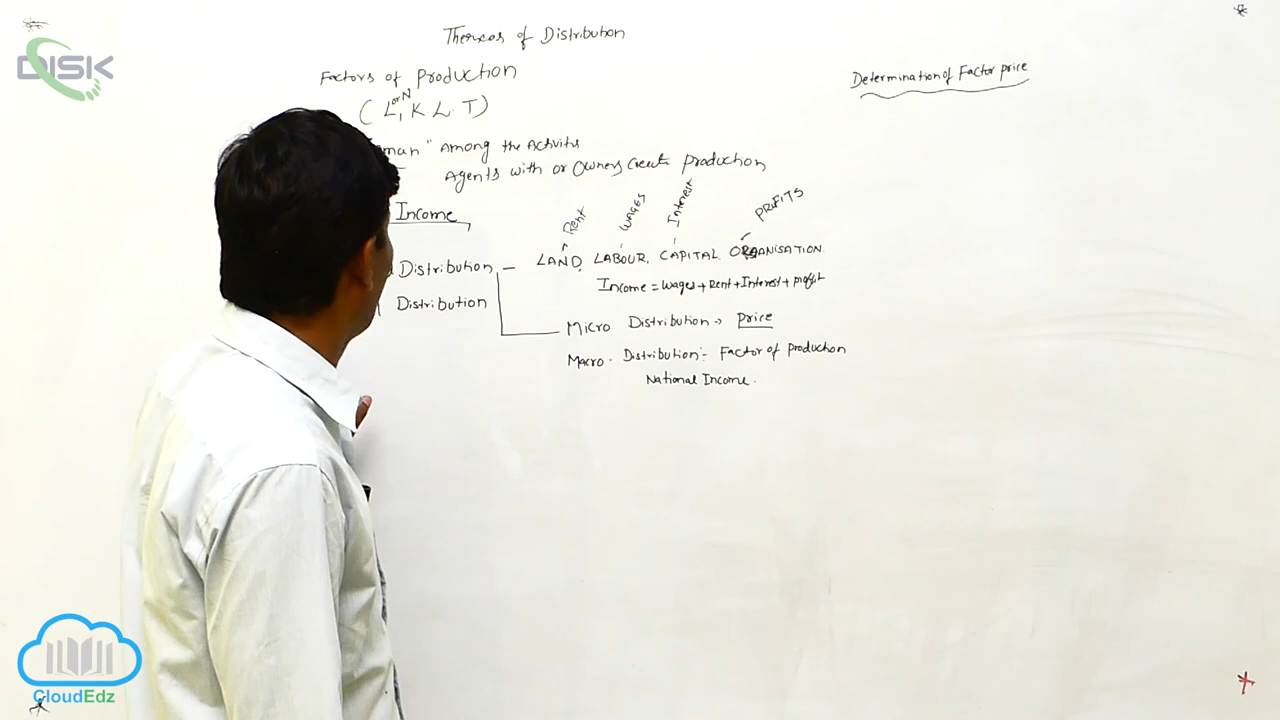 DISK
Theries of Distribution
Factors of production
(L or N, K L. T)
man" Among the Activits
Agents with or Owners create production
Income
Rent Wages Interest PROFITS
Distribution — LAND, LABOUR, CAPITAL ORGANISATION
Income = Wages + Rent + Interest + profit
Distribution
Micro Distribution → price
Macro. Distribution:- Factor of production
National Income.
Determination of Factor price
CloudEdz